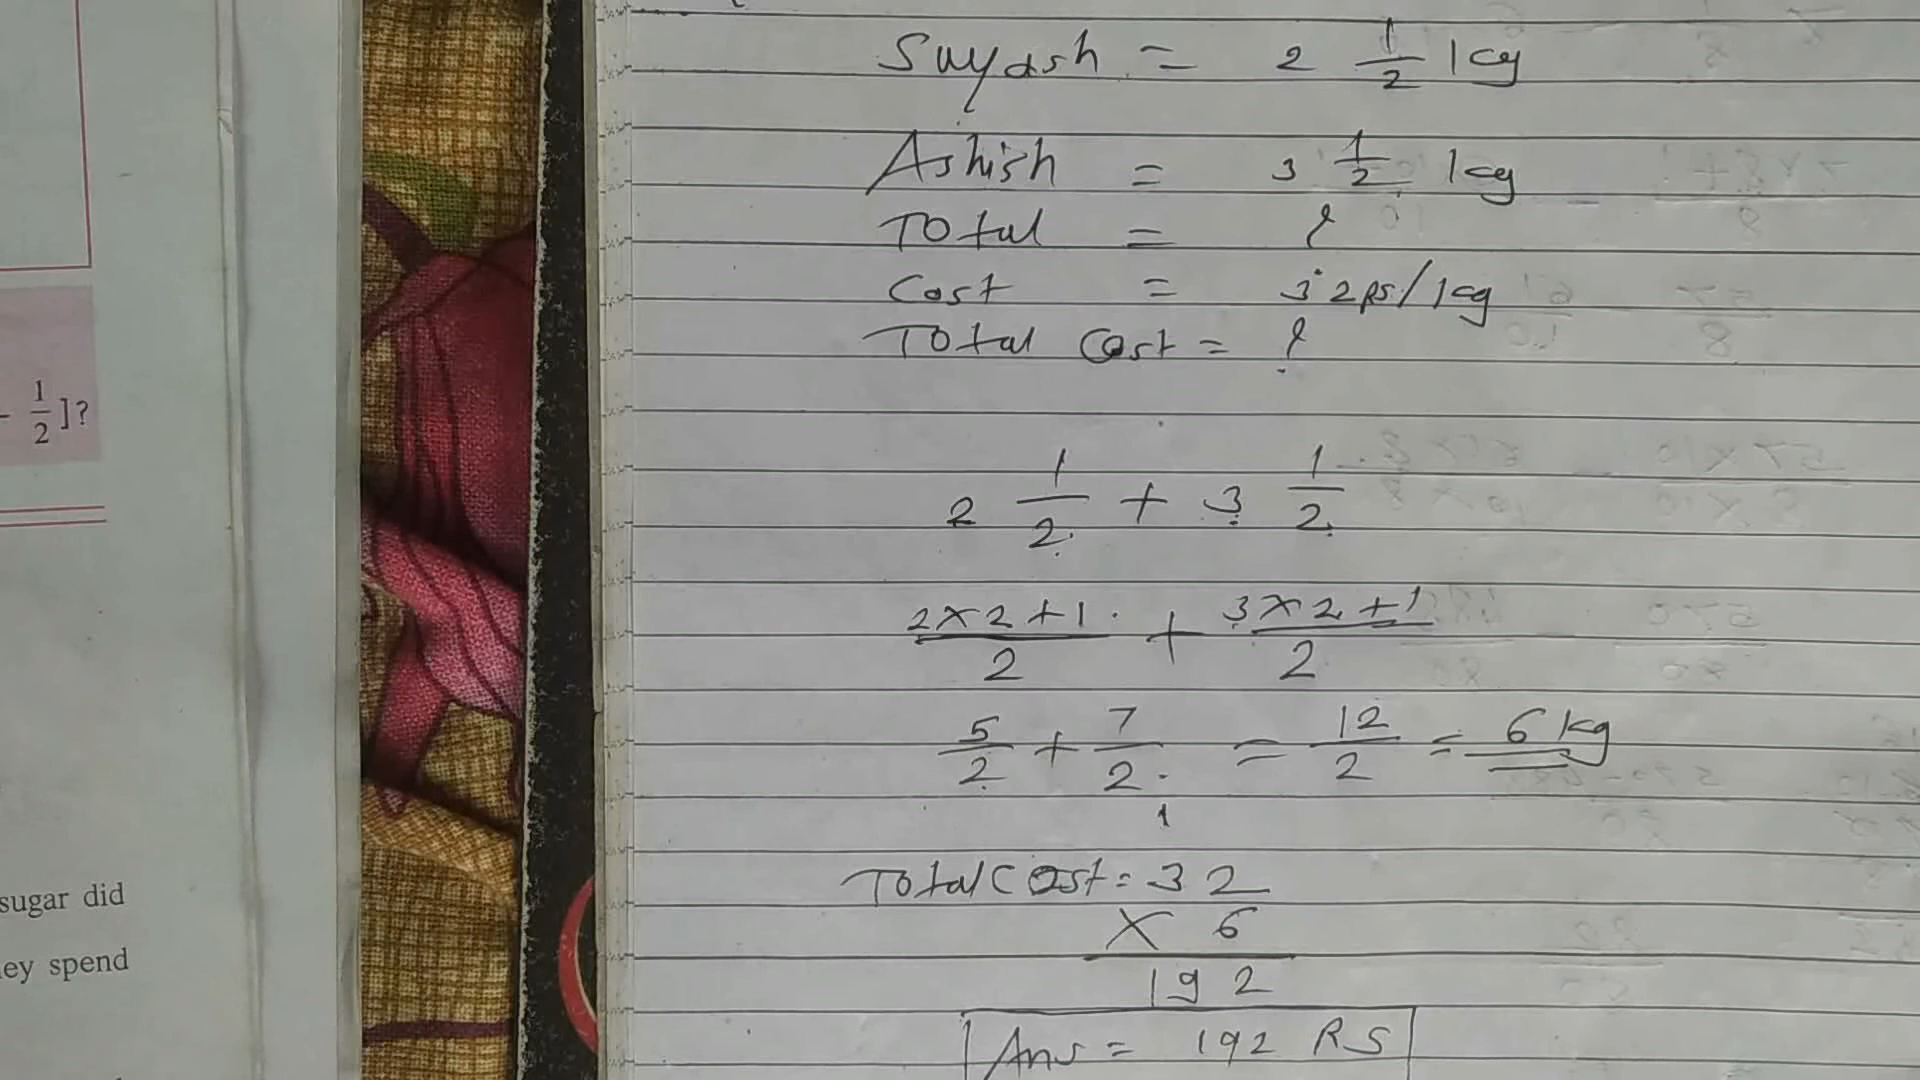 - 1/2 ]?
sugar did
ey spend
Suyash = 2 1/2 kg
Ashish = 3 1/2 kg
Total = ?
Cost = 32 Rs/kg
Total Cost = ?
2 1/2 + 3 1/2
2×2+1/2 + 3×2+1/2
5/2 + 7/2 = 12/2 = 6 kg
Total Cost = 32
× 6
192
Ans = 192 RS